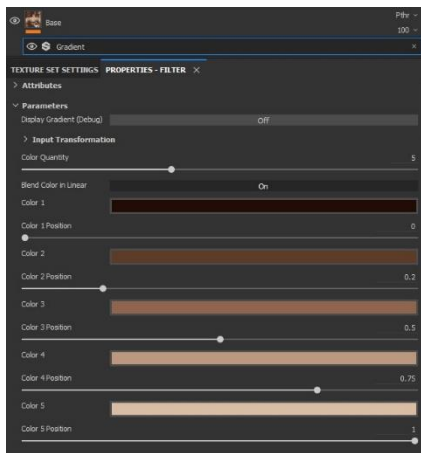 Base
Pthr
100
Gradient
TEXTURE SET SETTINGS PROPERTIES - FILTER
Attributes
Parameters
Display Gradient (Debug) Off
Input Transformation
Color Quantity 5
Blend Color in Linear On
Color 1
Color 1 Position 0
Color 2
Color 2 Position 0.2
Color 3
Color 3 Position 0.5
Color 4
Color 4 Position 0.75
Color 5
Color 5 Position 1